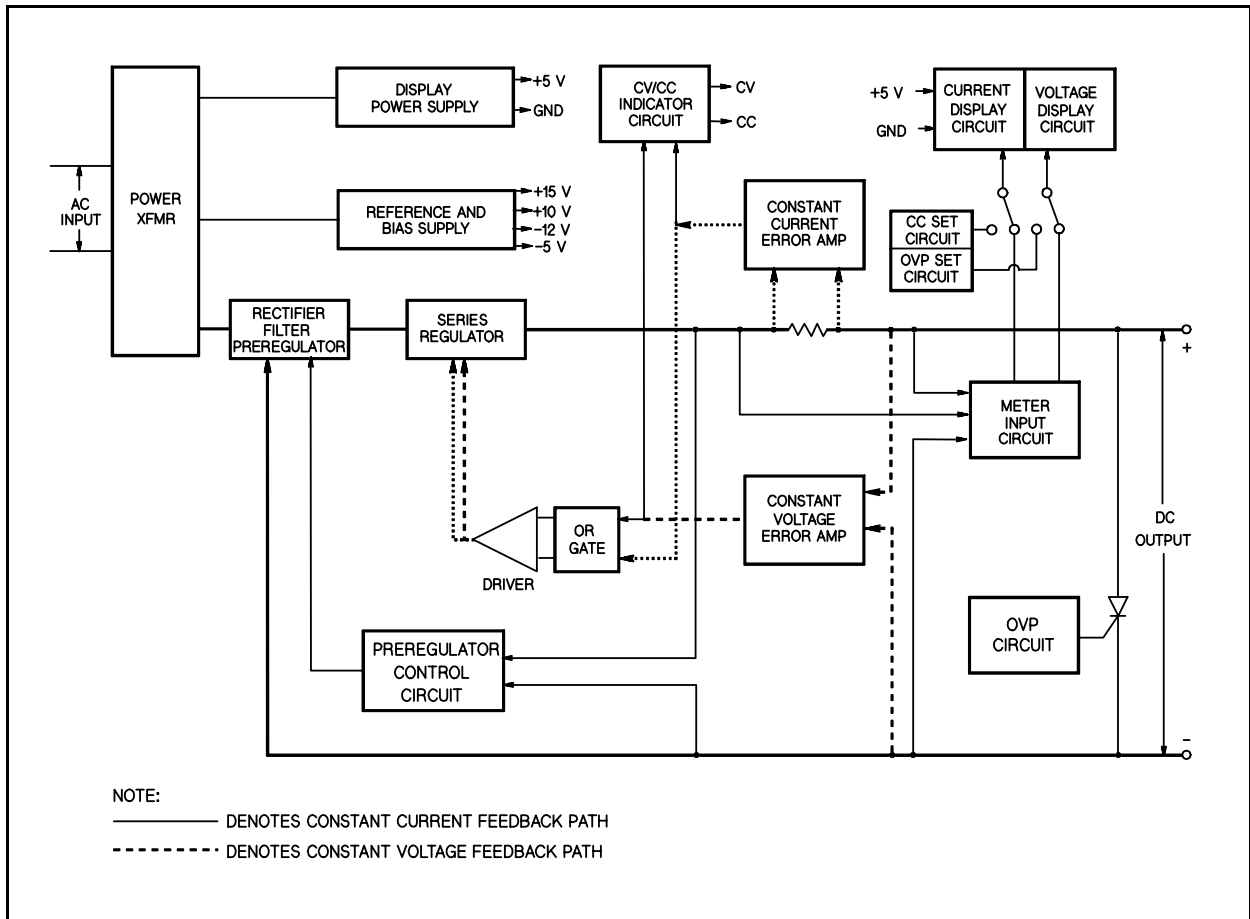 DISPLAY
POWER SUPPLY
+5 V
GND
CV/CC
INDICATOR
CIRCUIT
CV
CC
+5 V
GND
CURRENT
DISPLAY
CIRCUIT
VOLTAGE
DISPLAY
CIRCUIT
AC
INPUT
POWER
XFMR
REFERENCE AND
BIAS SUPPLY
+15 V
+10 V
-12 V
-5 V
CONSTANT
CURRENT
ERROR AMP
CC SET
CIRCUIT
OVP SET
CIRCUIT
RECTIFIER
FILTER
PREREGULATOR
SERIES
REGULATOR
+
METER
INPUT
CIRCUIT
CONSTANT
VOLTAGE
ERROR AMP
OR
GATE
DRIVER
DC
OUTPUT
OVP
CIRCUIT
PREREGULATOR
CONTROL
CIRCUIT
-
NOTE:
DENOTES CONSTANT CURRENT FEEDBACK PATH
DENOTES CONSTANT VOLTAGE FEEDBACK PATH